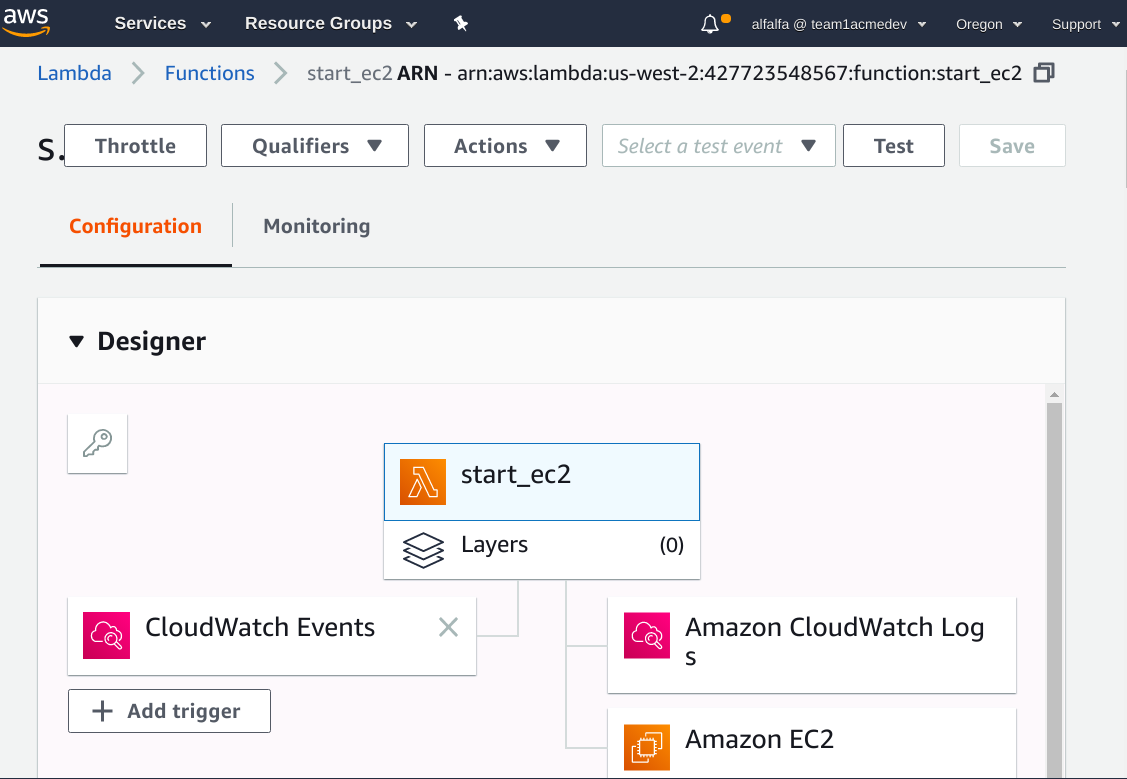 aws Services Resource Groups alfalfa @ team1acmedev Oregon Support
Lambda Functions start_ec2 ARN - arn:aws:lambda:us-west-2:427723548567:function:start_ec2
S. Throttle Qualifiers Actions Select a test event Test Save
Configuration Monitoring
Designer
start_ec2
Layers (0)
CloudWatch Events
Add trigger
Amazon CloudWatch Log
s
Amazon EC2